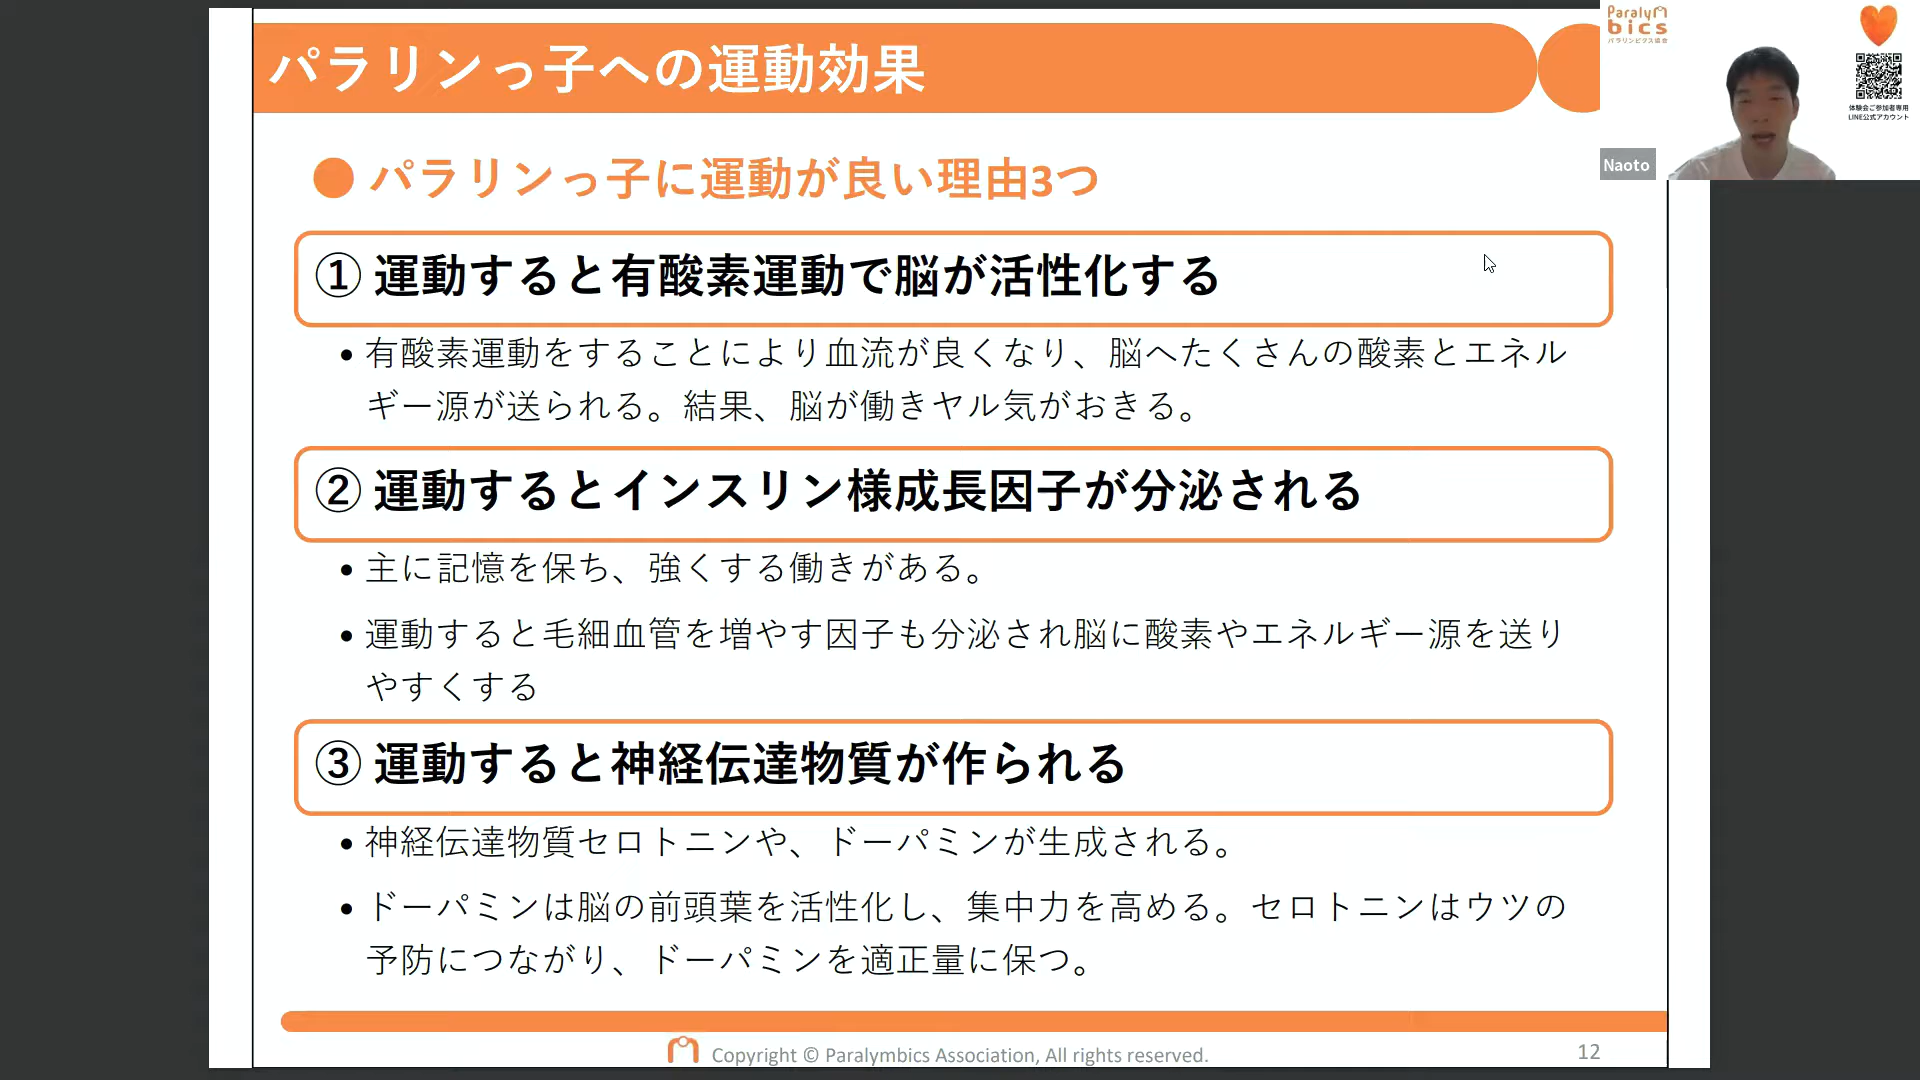 パラリンっ子への運動効果
Paralym
bics
パラリンビクス協会
体験会ご参加者専用
LINE公式アカウント
Naoto
● パラリンっ子に運動が良い理由3つ
① 運動すると有酸素運動で脳が活性化する
• 有酸素運動をすることにより血流が良くなり、脳へたくさんの酸素とエネル
ギー源が送られる。結果、脳が働きヤル気がおきる。
② 運動するとインスリン様成長因子が分泌される
• 主に記憶を保ち、強くする働きがある。
• 運動すると毛細血管を増やす因子も分泌され脳に酸素やエネルギー源を送り
やすくする
③ 運動すると神経伝達物質が作られる
• 神経伝達物質セロトニンや、ドーパミンが生成される。
• ドーパミンは脳の前頭葉を活性化し、集中力を高める。セロトニンはウツの
予防につながり、ドーパミンを適正量に保つ。
Copyright © Paralymbics Association, All rights reserved.
12